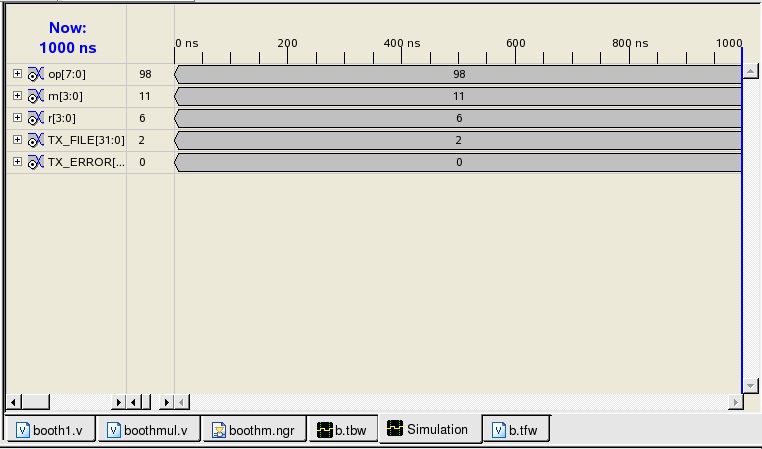 Now:
1000 ns
0 ns 200 400 ns 600 800 ns 1000
op[7:0] 98 98
m[3:0] 11 11
r[3:0] 6 6
TX_FILE[31:0] 2 2
TX_ERROR[... 0 0
booth1.v boothmul.v boothm.ngr b.tbw Simulation b.tfw